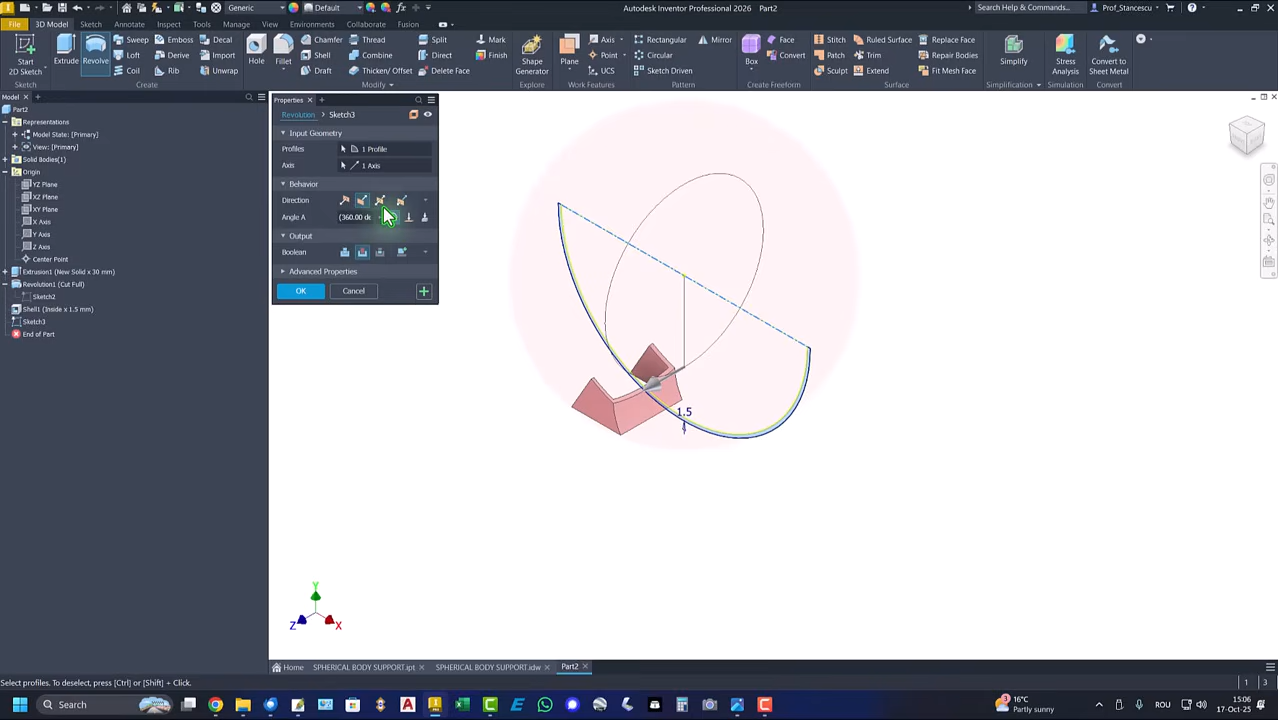 Generic
Default
Autodesk Inventor Professional 2026 Part2
Search Help & Commands...
Prof_Stancescu
File
3D Model
Sketch
Annotate
Inspect
Tools
Manage
View
Environments
Collaborate
Fusion
Start
2D Sketch
Extrude
Revolve
Sweep
Loft
Coil
Emboss
Derive
Rib
Decal
Import
Unwrap
Hole
Fillet
Chamfer
Shell
Draft
Thread
Combine
Thicken/ Offset
Split
Direct
Delete Face
Mark
Finish
Shape
Generator
Plane
Axis
Point
UCS
Rectangular
Circular
Sketch Driven
Mirror
Box
Face
Convert
Stitch
Patch
Sculpt
Ruled Surface
Trim
Extend
Replace Face
Repair Bodies
Fit Mesh Face
Simplify
Stress
Analysis
Convert to
Sheet Metal
Sketch
Create
Modify
Explore
Work Features
Pattern
Create Freeform
Surface
Simplification
Simulation
Convert
Model
Part2
Representations
Model State: [Primary]
View: [Primary]
Solid Bodies(1)
Origin
YZ Plane
XZ Plane
XY Plane
X Axis
Y Axis
Z Axis
Center Point
Extrusion1 (New Solid x 30 mm)
Revolution1 (Cut Full)
Sketch2
Shell1 (Inside x 1.5 mm)
Sketch3
End of Part
Properties
Revolution > Sketch3
Input Geometry
Profiles 1 Profile
Axis 1 Axis
Behavior
Direction
Angle A (360.00 de
Output
Boolean
Advanced Properties
OK
Cancel
1.5
Y
Z
X
Home
SPHERICAL BODY SUPPORT.ipt
SPHERICAL BODY SUPPORT.idw
Part2
Select profiles. To deselect, press [Ctrl] or [Shift] + Click.
1
3
Search
3
16°C
Partly sunny
ROU
15:06
17-Oct-25